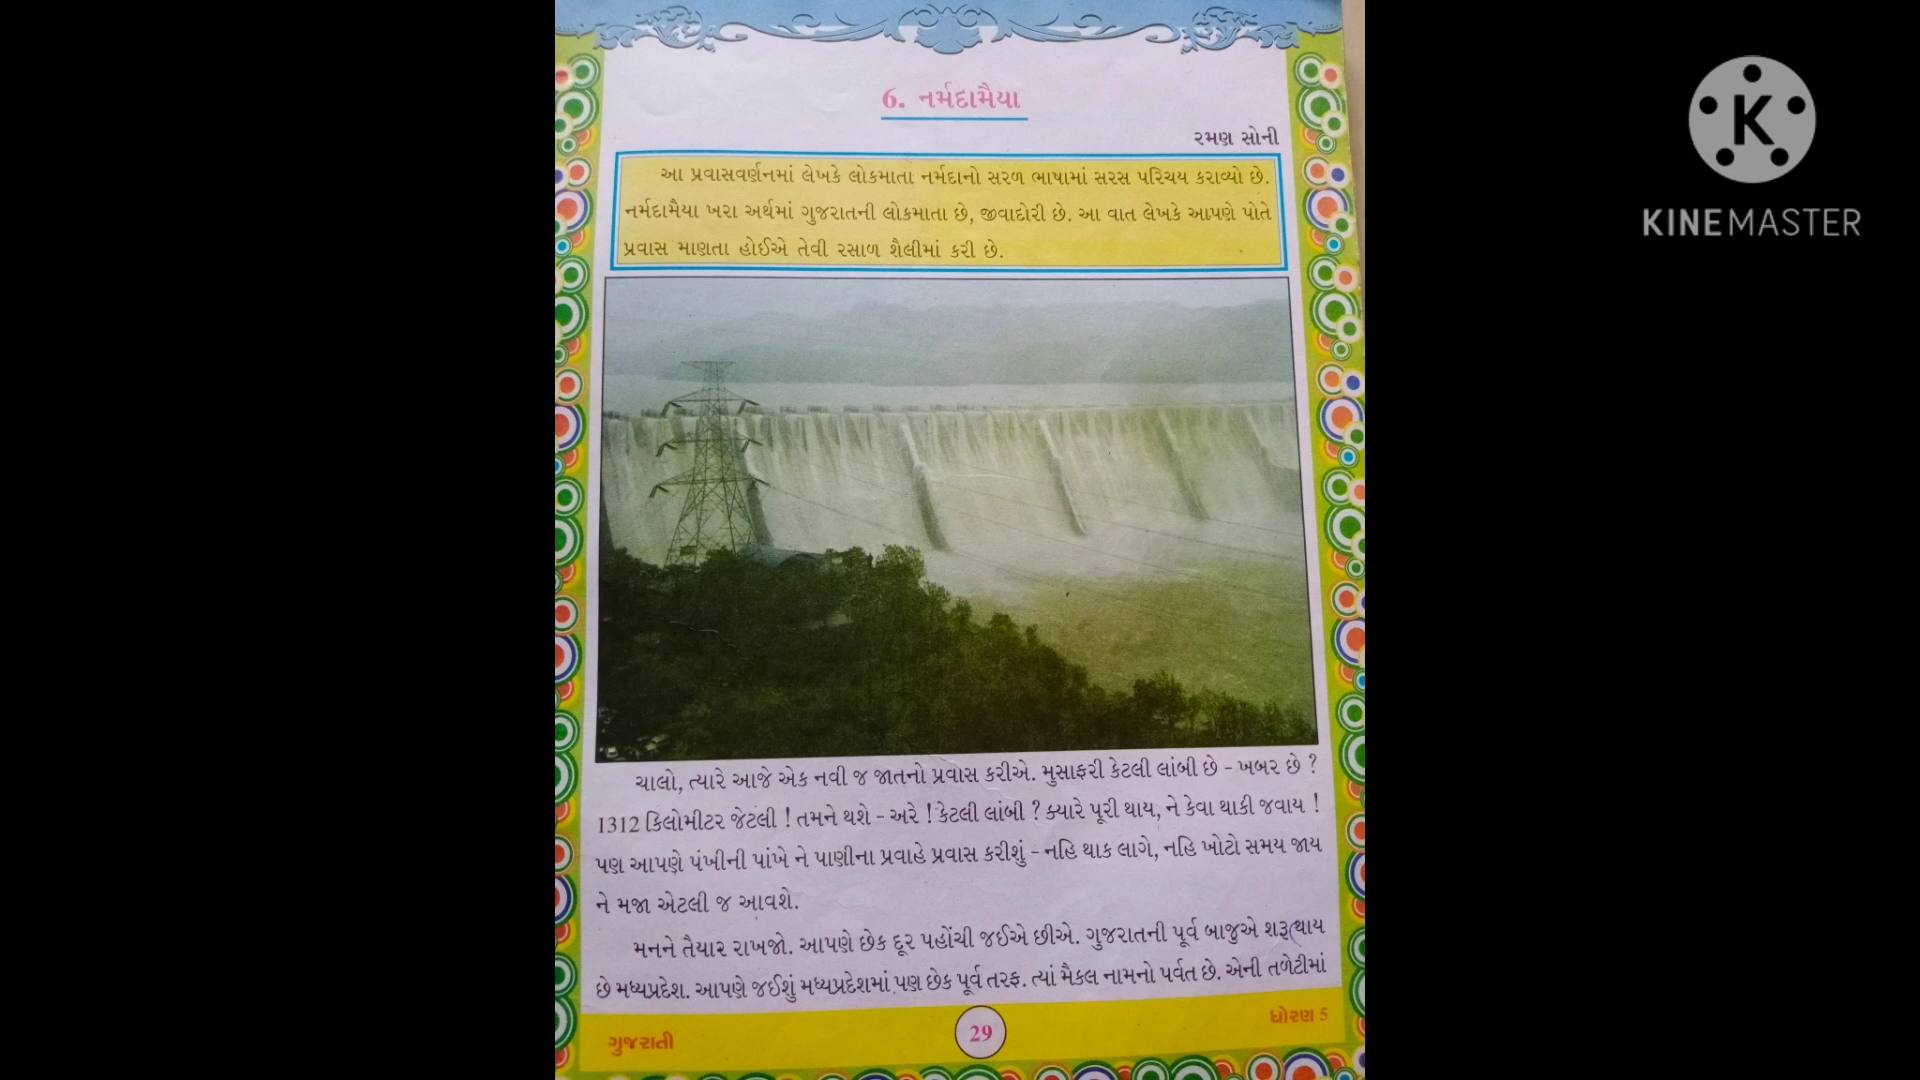 6. નર્મદામૈયા
રમણ સોની
આ પ્રવાસવર્ણનમાં લેખકે લોકમાતા નર્મદાનો સરળ ભાષામાં સરસ પરિચય કરાવ્યો છે.
નર્મદામૈયા ખરા અર્થમાં ગુજરાતની લોકમાતા છે, જીવાદોરી છે. આ વાત લેખકે આપણે પોતે
પ્રવાસ માણતા હોઈએ તેવી રસાળ શૈલીમાં કરી છે.
ચાલો, ત્યારે આજે એક નવી જ જાતનો પ્રવાસ કરીએ. મુસાફરી કેટલી લાંબી છે - ખબર છે ?
1312 કિલોમીટર જેટલી ! તમને થશે - અરે ! કેટલી લાંબી ? ક્યારે પૂરી થાય, ને કેવા થાકી જવાય !
પણ આપણે પંખીની પાંખે ને પાણીના પ્રવાહે પ્રવાસ કરીશું - નહિ થાક લાગે, નહિ ખોટો સમય જાય
ને મજા એટલી જ આવશે.
મનને તૈયાર રાખજો. આપણે છેક દૂર પહોંચી જઈએ છીએ. ગુજરાતની પૂર્વ બાજુએ શરૂ થાય
છે મધ્યપ્રદેશ. આપણે જઈશું મધ્યપ્રદેશમાં પણ છેક પૂર્વ તરફ. ત્યાં મૈકલ નામનો પર્વત છે. એની તળેટીમાં
ગુજરાતી
29
ધોરણ 5
K
KINEMASTER